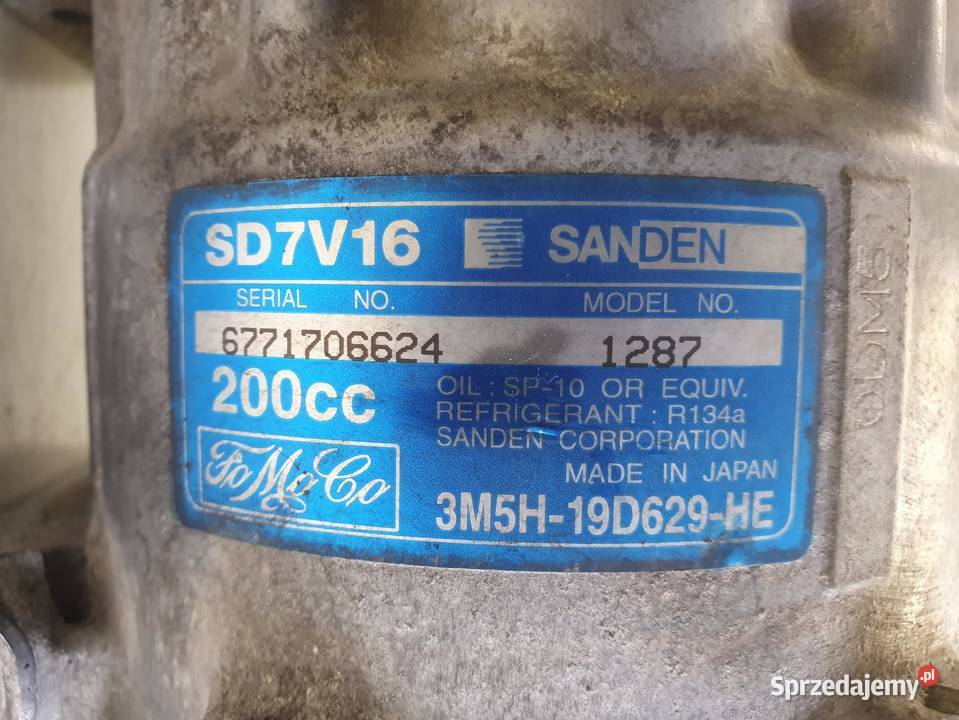 SD7V16 SANDEN
SERIAL NO. MODEL NO.
6771706624 1287
200cc
OIL : SP-10 OR EQUIV.
REFRIGERANT : R134a
SANDEN CORPORATION
MADE IN JAPAN
FoMoCo
3M5H-19D629-HE
Sprzedajemy.pl